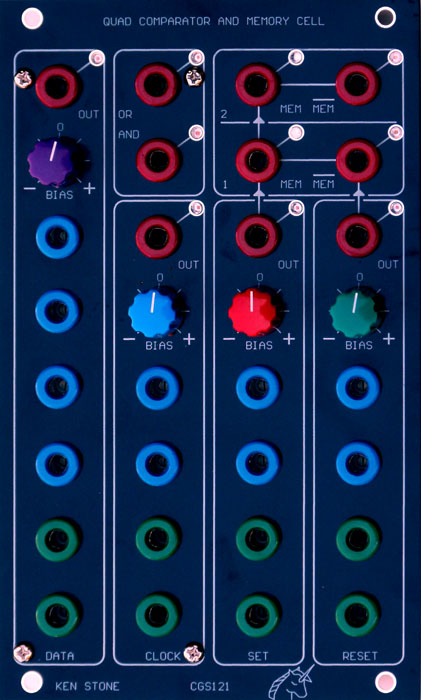 QUAD COMPARATOR AND MEMORY CELL
OUT
OR
AND
2
MEM
MEM
1
MEM
MEM
0
- +
BIAS
OUT
OUT
OUT
0
0
0
- +
BIAS
- +
BIAS
- +
BIAS
DATA
CLOCK
SET
RESET
KEN STONE
CGS121